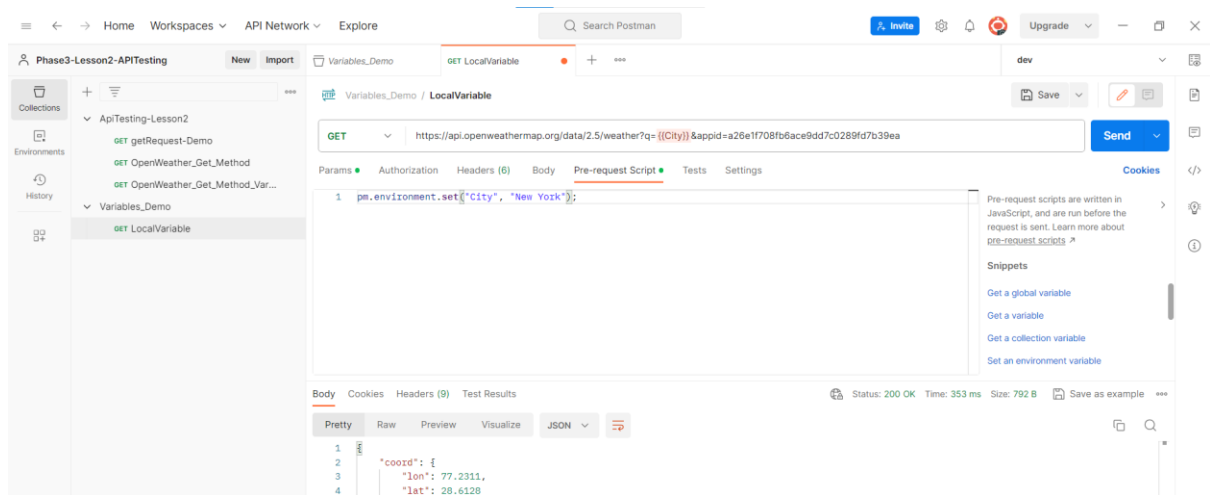 Home Workspaces API Network Explore Search Postman Invite Upgrade
Phase3-Lesson2-APITesting New Import Variables_Demo GET LocalVariable dev
Collections
Environments
History
ApiTesting-Lesson2
GET getRequest-Demo
GET OpenWeather_Get_Method
GET OpenWeather_Get_Method_Var...
Variables_Demo
GET LocalVariable
HTTP Variables_Demo / LocalVariable Save
GET https://api.openweathermap.org/data/2.5/weather?q={{City}}&appid=a26e1f708fb6ace9dd7c0289fd7b39ea Send
Params Authorization Headers (6) Body Pre-request Script Tests Settings Cookies
1 pm.environment.set("City", "New York");
Pre-request scripts are written in
JavaScript, and are run before the
request is sent. Learn more about
pre-request scripts
Snippets
Get a global variable
Get a variable
Get a collection variable
Set an environment variable
Body Cookies Headers (9) Test Results Status: 200 OK Time: 353 ms Size: 792 B Save as example
Pretty Raw Preview Visualize JSON
1 {
2 "coord": {
3 "lon": 77.2311,
4 "lat": 28.6128